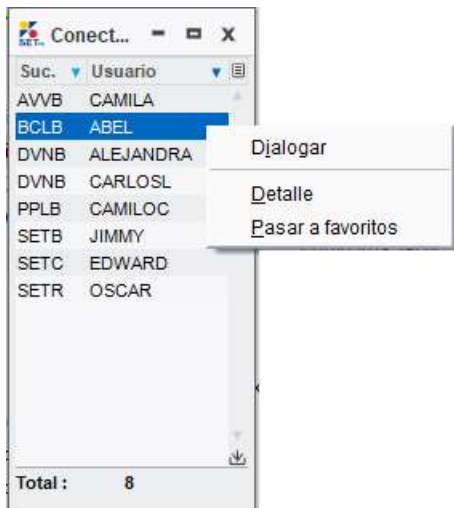 SET Conect...
Suc. Usuario
AVVB CAMILA
BCLB ABEL
DVNB ALEJANDRA
DVNB CARLOSL
PPLB CAMILOC
SETB JIMMY
SETC EDWARD
SETR OSCAR
Total : 8
Dialogar
Detalle
Pasar a favoritos